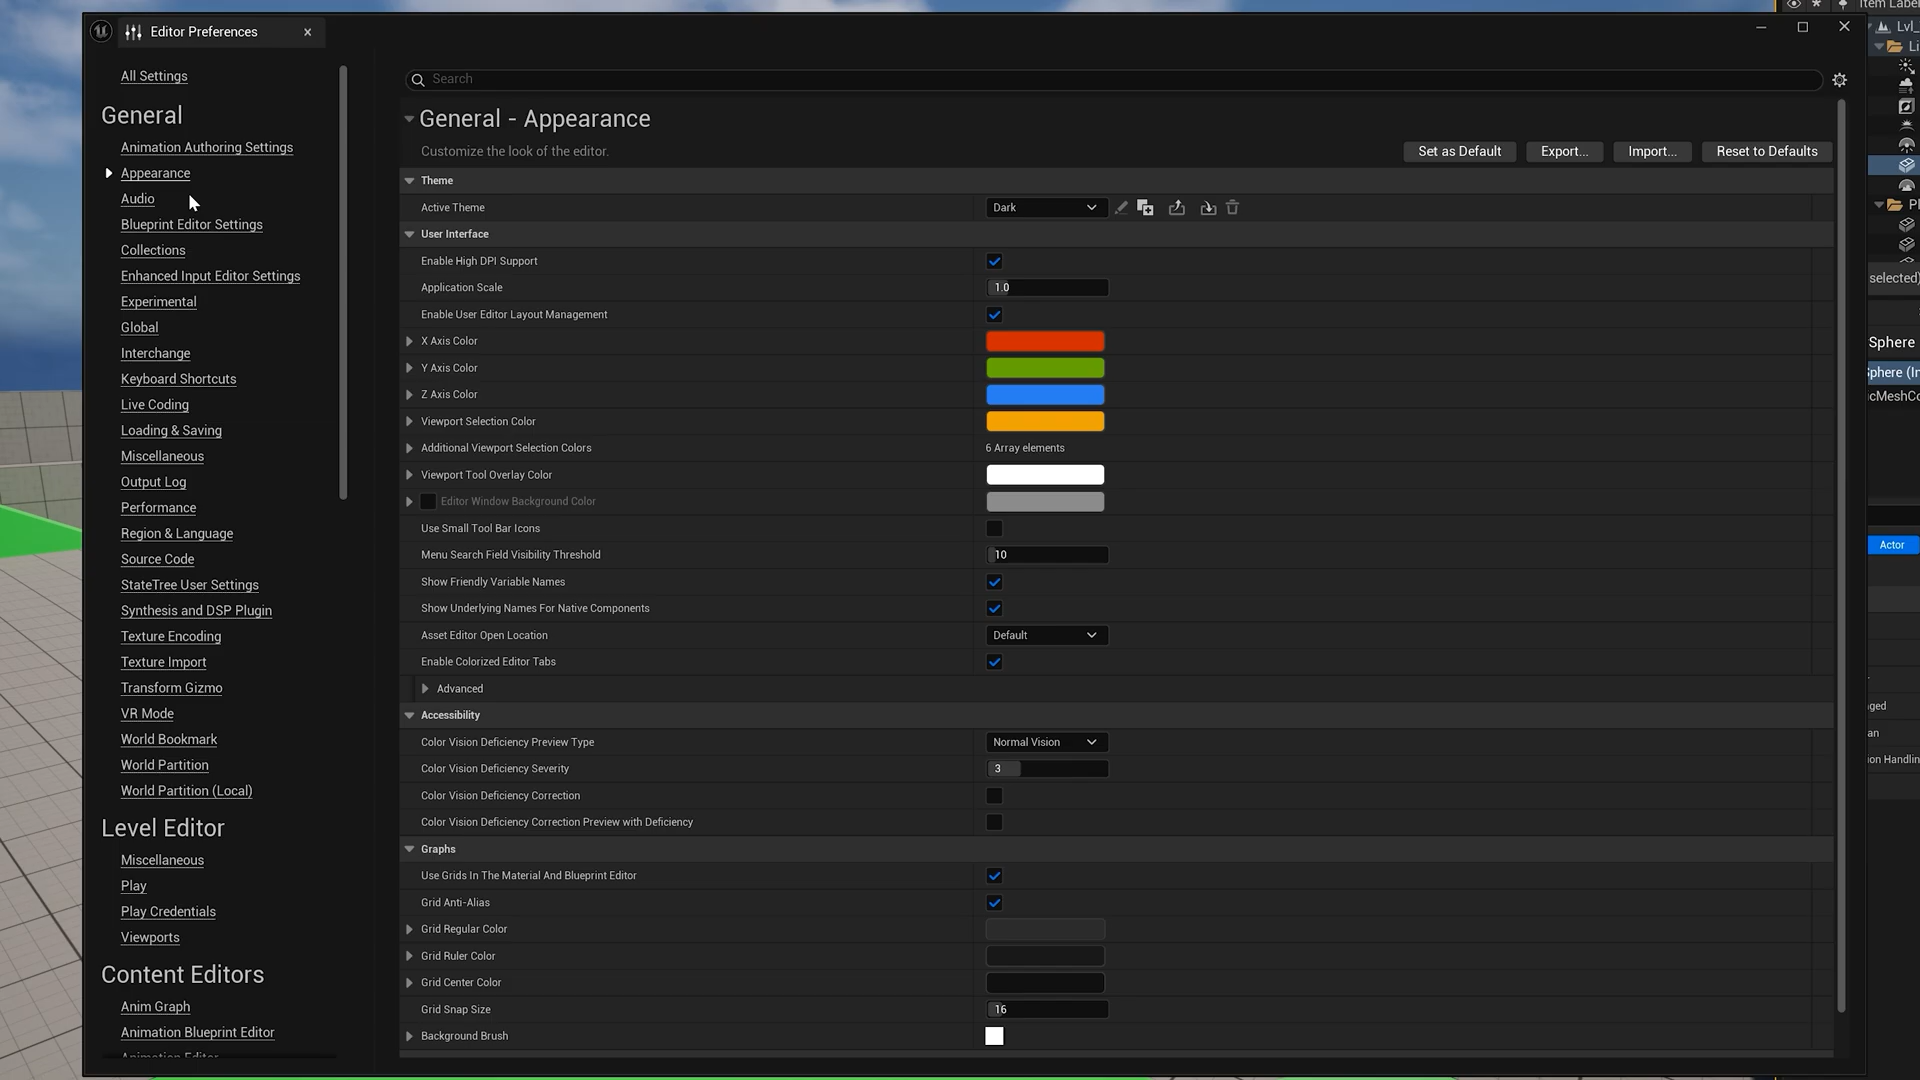 Editor Preferences
All Settings
General
Animation Authoring Settings
Appearance
Audio
Blueprint Editor Settings
Collections
Enhanced Input Editor Settings
Experimental
Global
Interchange
Keyboard Shortcuts
Live Coding
Loading & Saving
Miscellaneous
Output Log
Performance
Region & Language
Source Code
StateTree User Settings
Synthesis and DSP Plugin
Texture Encoding
Texture Import
Transform Gizmo
VR Mode
World Bookmark
World Partition
World Partition (Local)
Level Editor
Miscellaneous
Play
Play Credentials
Viewports
Content Editors
Anim Graph
Animation Blueprint Editor
Search
General - Appearance
Customize the look of the editor.
Set as Default
Export...
Import...
Reset to Defaults
Theme
Active Theme Dark
User Interface
Enable High DPI Support
Application Scale 1.0
Enable User Editor Layout Management
X Axis Color
Y Axis Color
Z Axis Color
Viewport Selection Color
Additional Viewport Selection Colors 6 Array elements
Viewport Tool Overlay Color
Editor Window Background Color
Use Small Tool Bar Icons
Menu Search Field Visibility Threshold 10
Show Friendly Variable Names
Show Underlying Names For Native Components
Asset Editor Open Location Default
Enable Colorized Editor Tabs
Advanced
Accessibility
Color Vision Deficiency Preview Type Normal Vision
Color Vision Deficiency Severity 3
Color Vision Deficiency Correction
Color Vision Deficiency Correction Preview with Deficiency
Graphs
Use Grids In The Material And Blueprint Editor
Grid Anti-Alias
Grid Regular Color
Grid Ruler Color
Grid Center Color
Grid Snap Size 16
Background Brush
Item Label
Lvl_
Li
Pl
selected)
Sphere
Sphere (In
icMeshCo
Actor
ged
an
ion Handlin